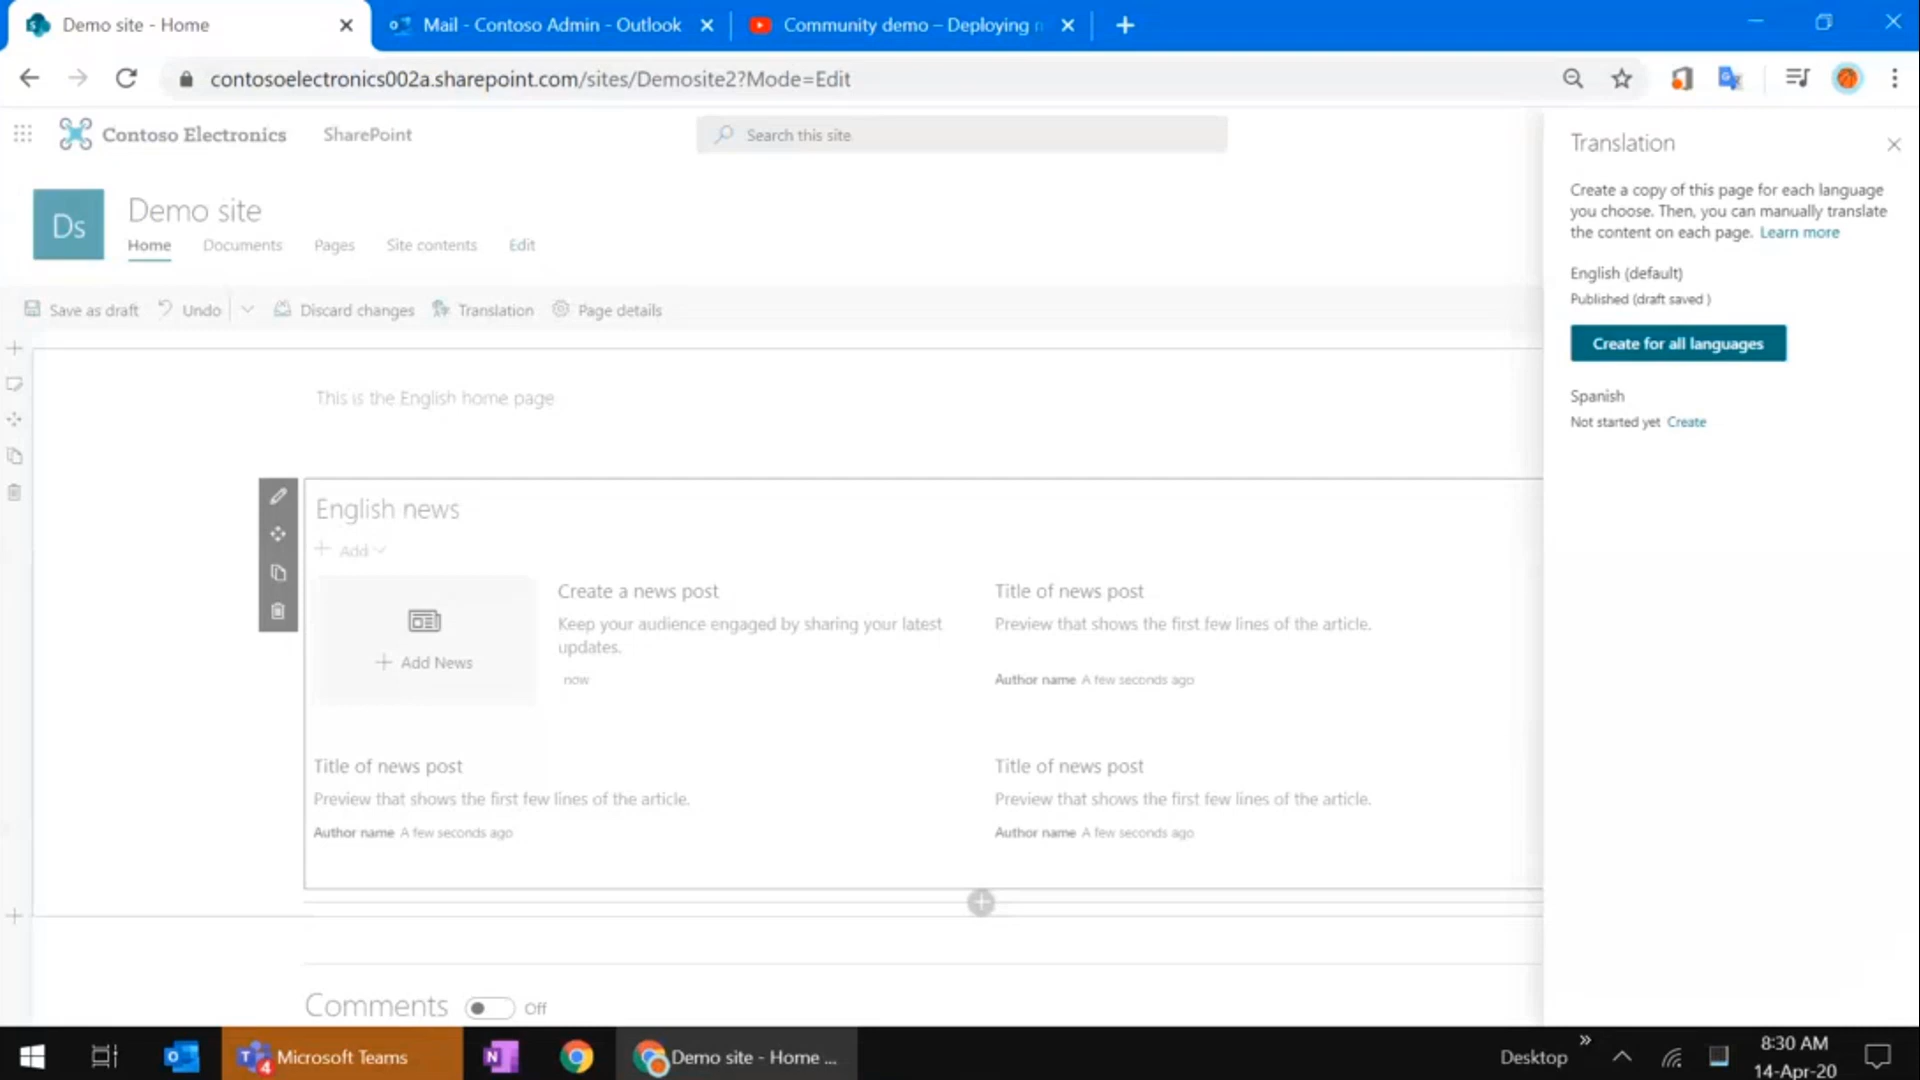 Demo site - Home
Mail - Contoso Admin - Outlook
Community demo – Deploying
contosoelectronics002a.sharepoint.com/sites/Demosite2?Mode=Edit
Contoso Electronics
SharePoint
Search this site
Ds
Demo site
Home
Documents
Pages
Site contents
Edit
Save as draft
Undo
Discard changes
Translation
Page details
This is the English home page
English news
Add
Add News
Create a news post
Keep your audience engaged by sharing your latest
updates.
now
Title of news post
Preview that shows the first few lines of the article.
Author name A few seconds ago
Title of news post
Preview that shows the first few lines of the article.
Author name A few seconds ago
Title of news post
Preview that shows the first few lines of the article.
Author name A few seconds ago
Comments
Off
Translation
Create a copy of this page for each language
you choose. Then, you can manually translate
the content on each page. Learn more
English (default)
Published (draft saved )
Create for all languages
Spanish
Not started yet Create
4
Microsoft Teams
Demo site - Home ...
Desktop
8:30 AM
14-Apr-20